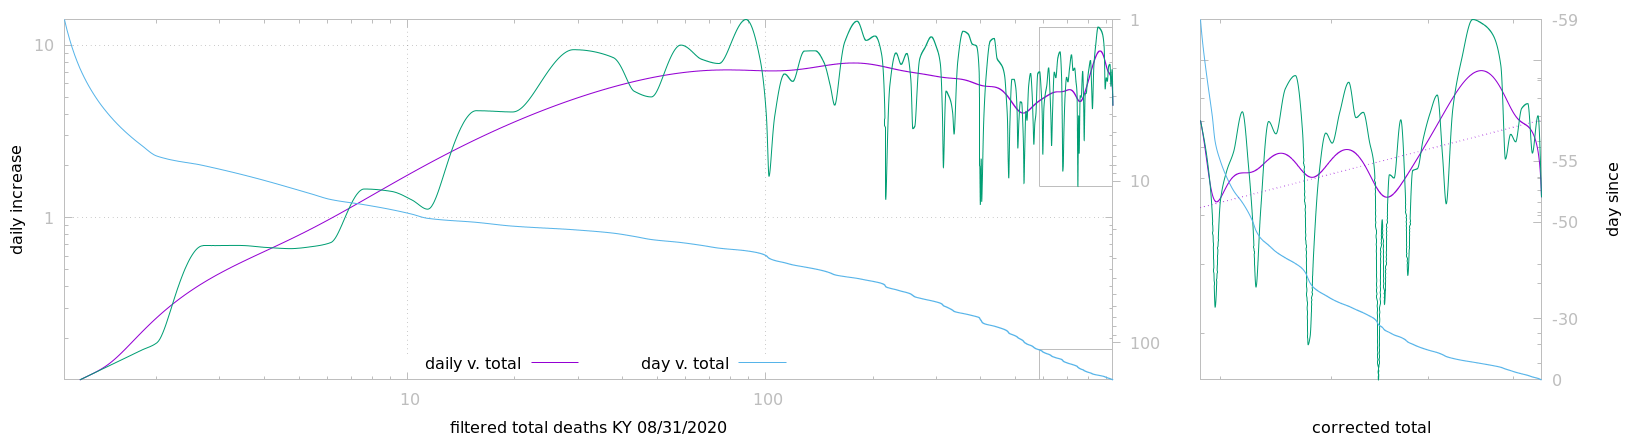 10
1
daily increase
daily v. total
day v. total
10
100
filtered total deaths KY 08/31/2020
1
10
100
-59
-55
-50
-30
0
day since
corrected total